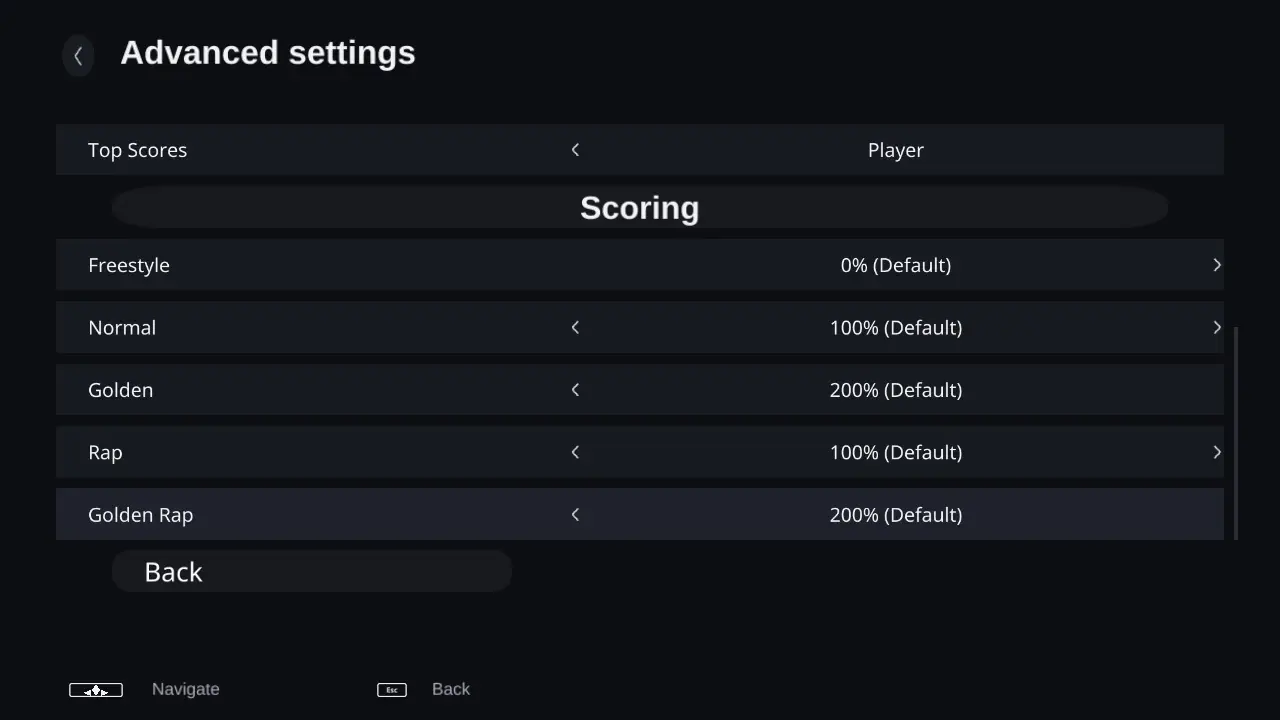 Advanced settings
Top Scores Player
Scoring
Freestyle 0% (Default)
Normal 100% (Default)
Golden 200% (Default)
Rap 100% (Default)
Golden Rap 200% (Default)
Back
Navigate Esc Back